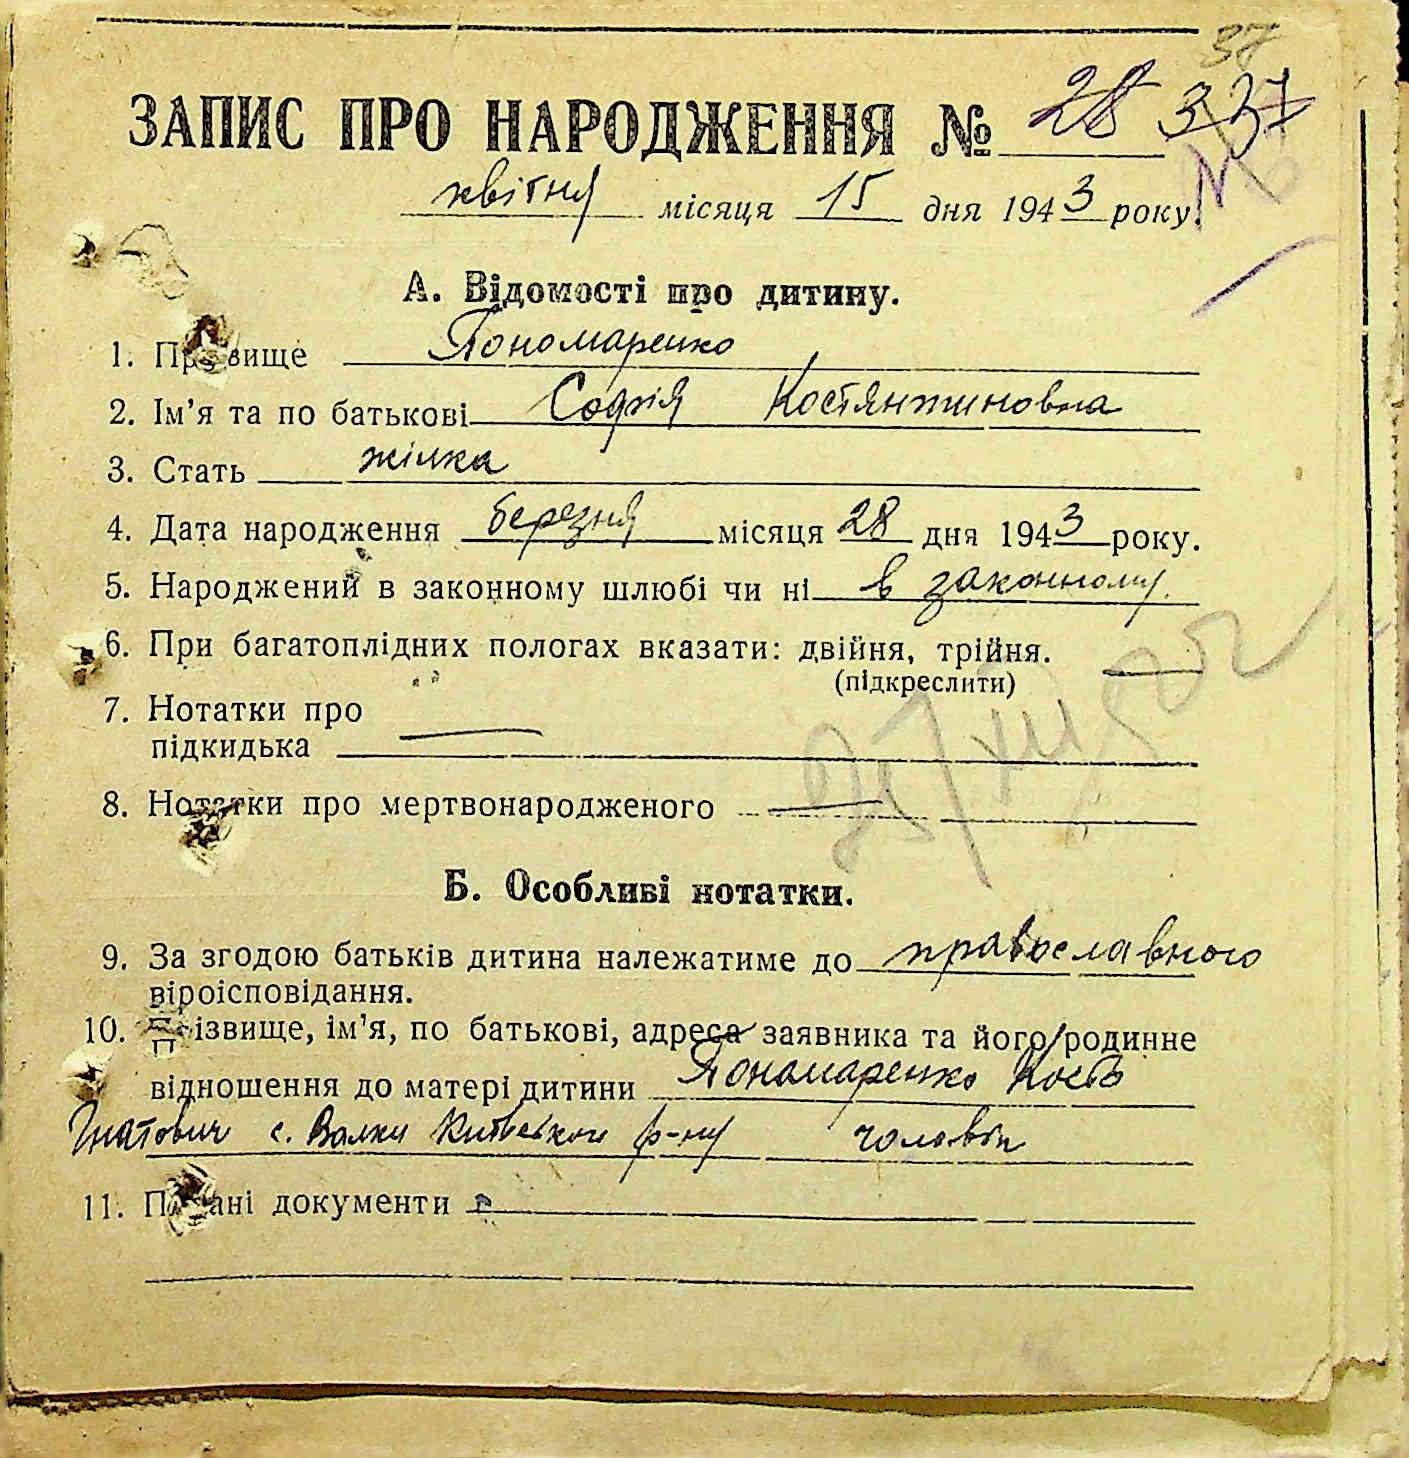 37
ЗАПИС ПРО НАРОДЖЕННЯ № 28 337
квітня місяця 15 дня 1943 року.
А. Відомості про дитину.
1. Прізвище Пономаренко
2. Ім'я та по батькові Софія Костянтиновна
3. Стать жінка
4. Дата народження березня місяця 28 дня 1943 року.
5. Народжений в законному шлюбі чи ні в законному.
6. При багатоплідних пологах вказати: двійня, трійня. —
(підкреслити)
7. Нотатки про
підкидька —
8. Нотатки про мертвонародженого —
Б. Особливі нотатки.
9. За згодою батьків дитина належатиме до православного
віроісповідання.
10. Прізвище, ім'я, по батькові, адреса заявника та його/родинне
відношення до матері дитини Пономаренко Кость
Гнатович с. Валки р-ну чоловік
11. Подані документи